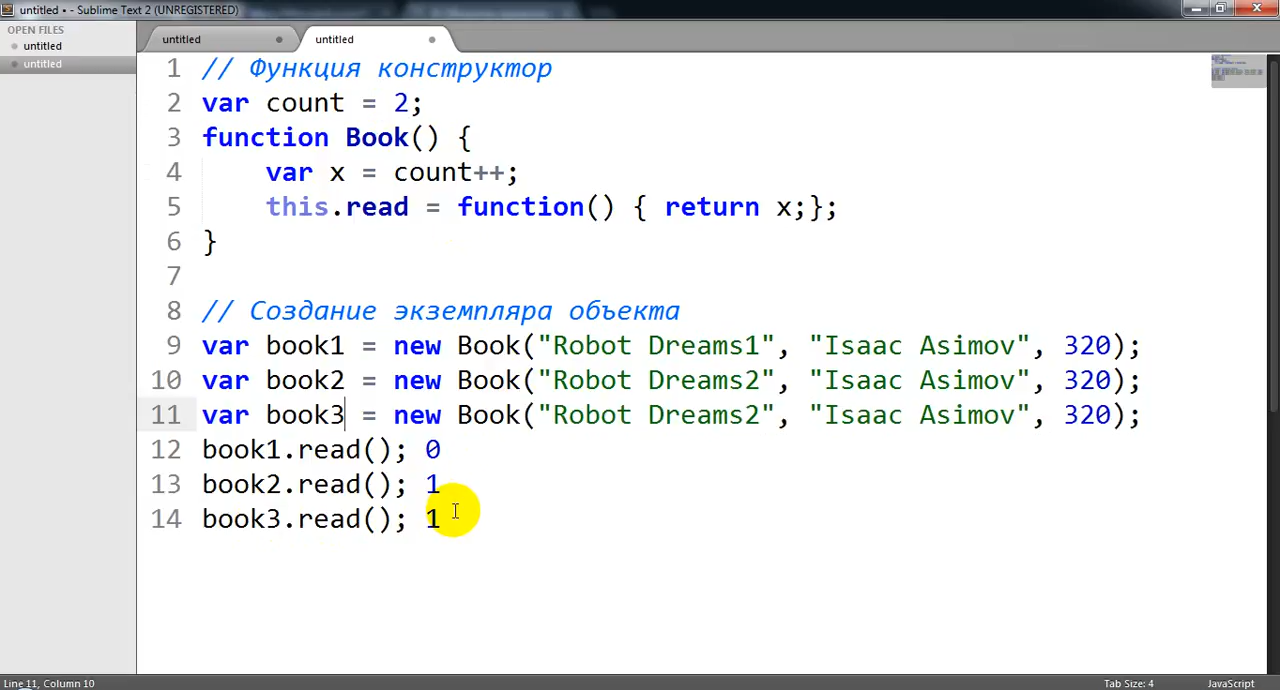 untitled • - Sublime Text 2 (UNREGISTERED)
OPEN FILES
untitled
untitled
untitled
untitled
1 // Функция конструктор
2 var count = 2;
3 function Book() {
4 var x = count++;
5 this.read = function() { return x;};
6 }
7
8 // Создание экземпляра объекта
9 var book1 = new Book("Robot Dreams1", "Isaac Asimov", 320);
10 var book2 = new Book("Robot Dreams2", "Isaac Asimov", 320);
11 var book3 = new Book("Robot Dreams2", "Isaac Asimov", 320);
12 book1.read(); 0
13 book2.read(); 1
14 book3.read(); 1
Line 11, Column 10
Tab Size: 4
JavaScript